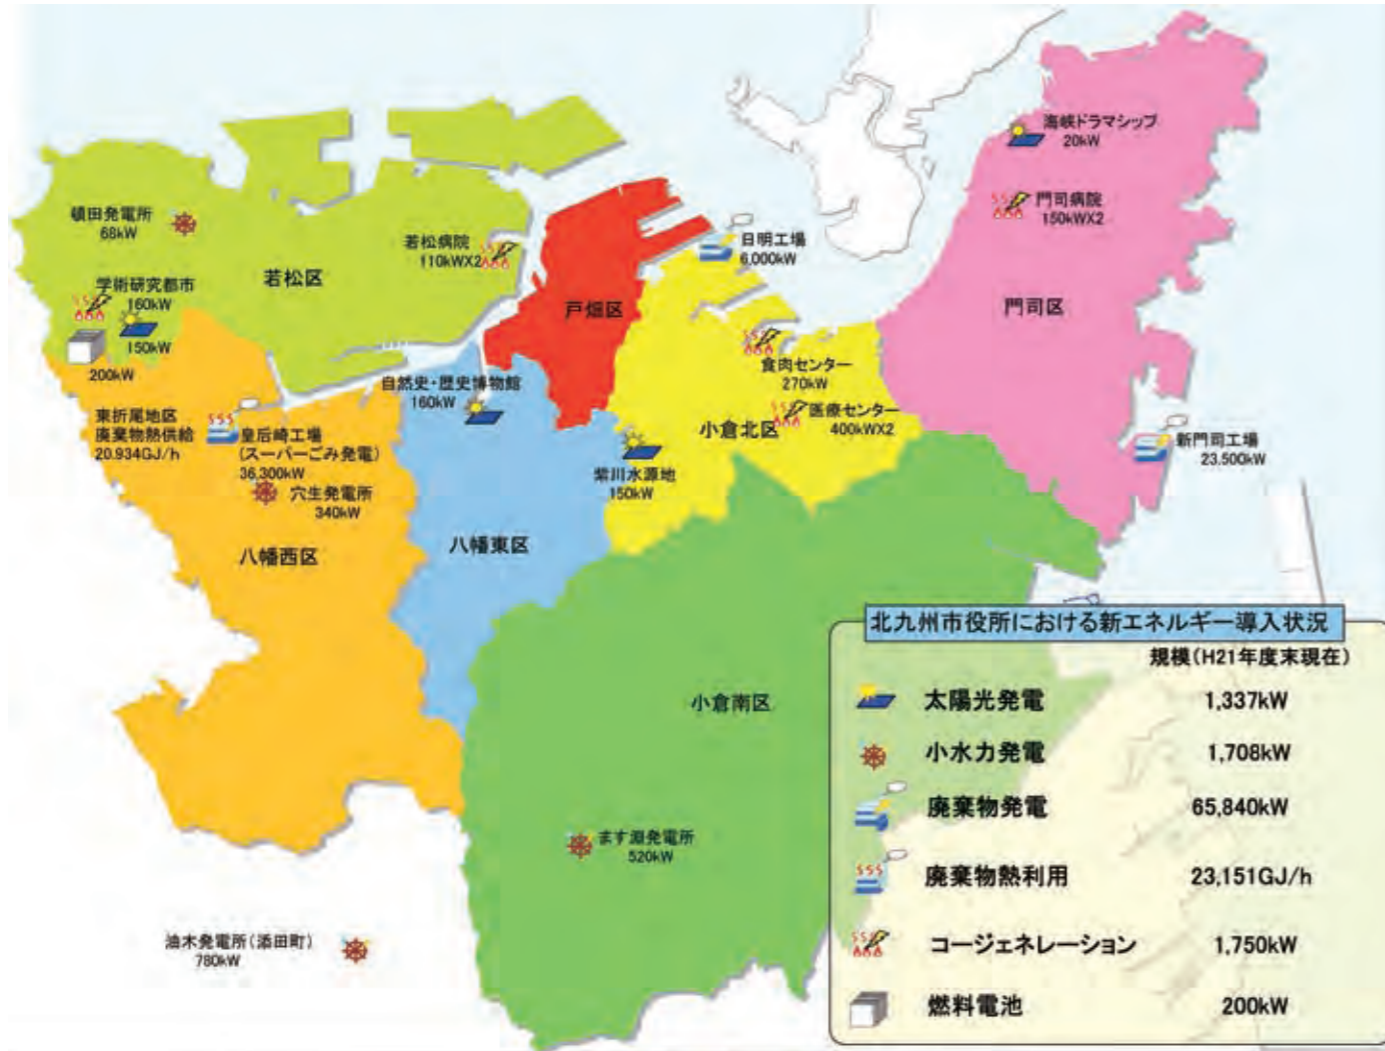 海峡ドラマシップ
20kW
門司病院
150kWX2
頓田発電所
68kW
若松病院
110kWX2
日明工場
6,000kW
学術研究都市
160kW
150kW
200kW
若松区
戸畑区
門司区
食肉センター
270kW
自然史・歴史博物館
160kW
医療センター
400kWX2
小倉北区
東折尾地区
廃棄物熱供給
20.934GJ/h
皇后崎工場
(スーパーごみ発電)
36,300kW
穴生発電所
340kW
紫川水源地
150kW
新門司工場
23,500kW
八幡西区
八幡東区
小倉南区
ます淵発電所
520kW
油木発電所(添田町)
780kW
北九州市役所における新エネルギー導入状況
規模(H21年度末現在)
太陽光発電 1,337kW
小水力発電 1,708kW
廃棄物発電 65,840kW
廃棄物熱利用 23,151GJ/h
コージェネレーション 1,750kW
燃料電池 200kW